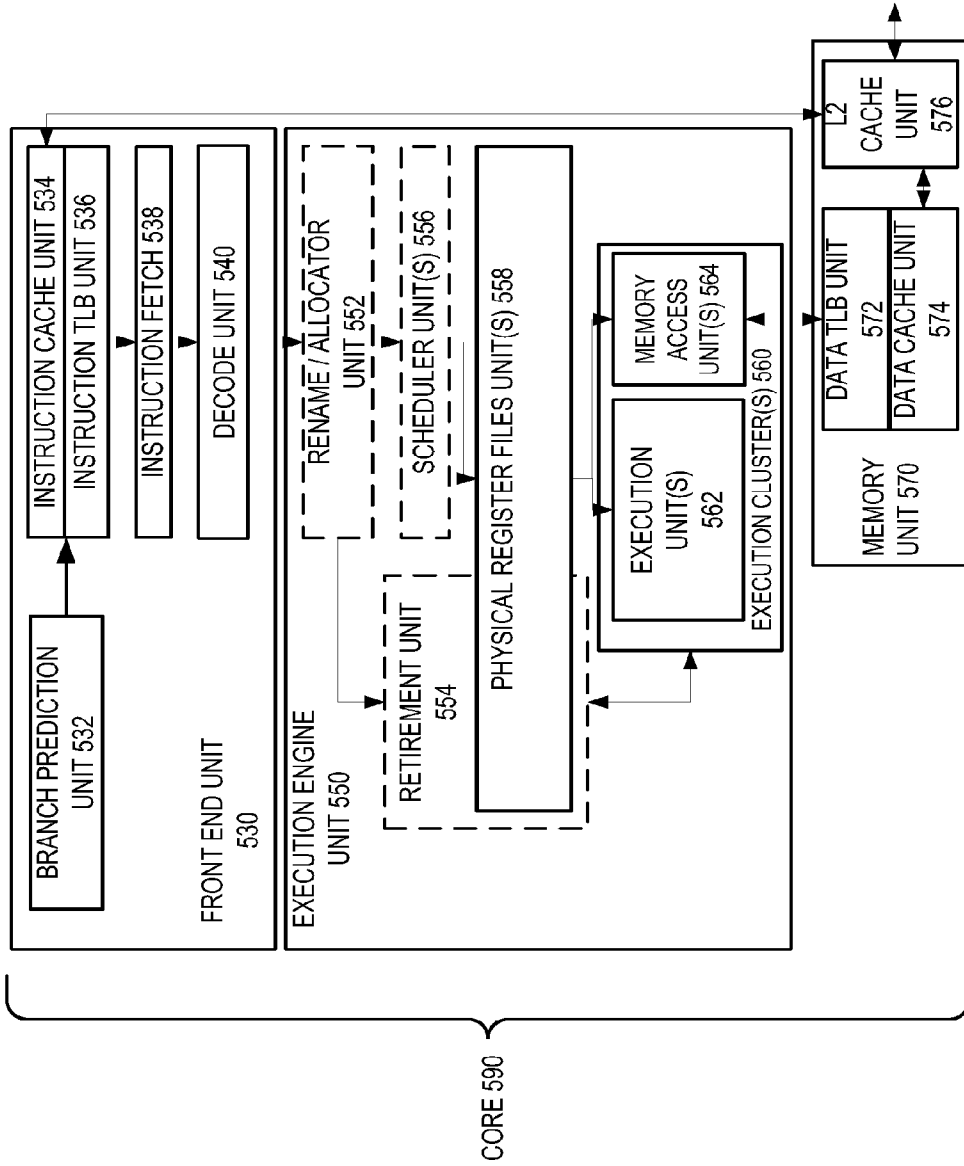 CORE 590
BRANCH PREDICTION
UNIT 532
INSTRUCTION CACHE UNIT 534
INSTRUCTION TLB UNIT 536
INSTRUCTION FETCH 538
DECODE UNIT 540
FRONT END UNIT
530
EXECUTION ENGINE
UNIT 550
RENAME / ALLOCATOR
UNIT 552
SCHEDULER UNIT(S) 556
RETIREMENT UNIT
554
PHYSICAL REGISTER FILES UNIT(S) 558
EXECUTION
UNIT(S)
562
MEMORY
ACCESS
UNIT(S) 564
EXECUTION CLUSTER(S) 560
MEMORY
UNIT 570
DATA TLB UNIT
572
DATA CACHE UNIT
574
L2
CACHE
UNIT
576